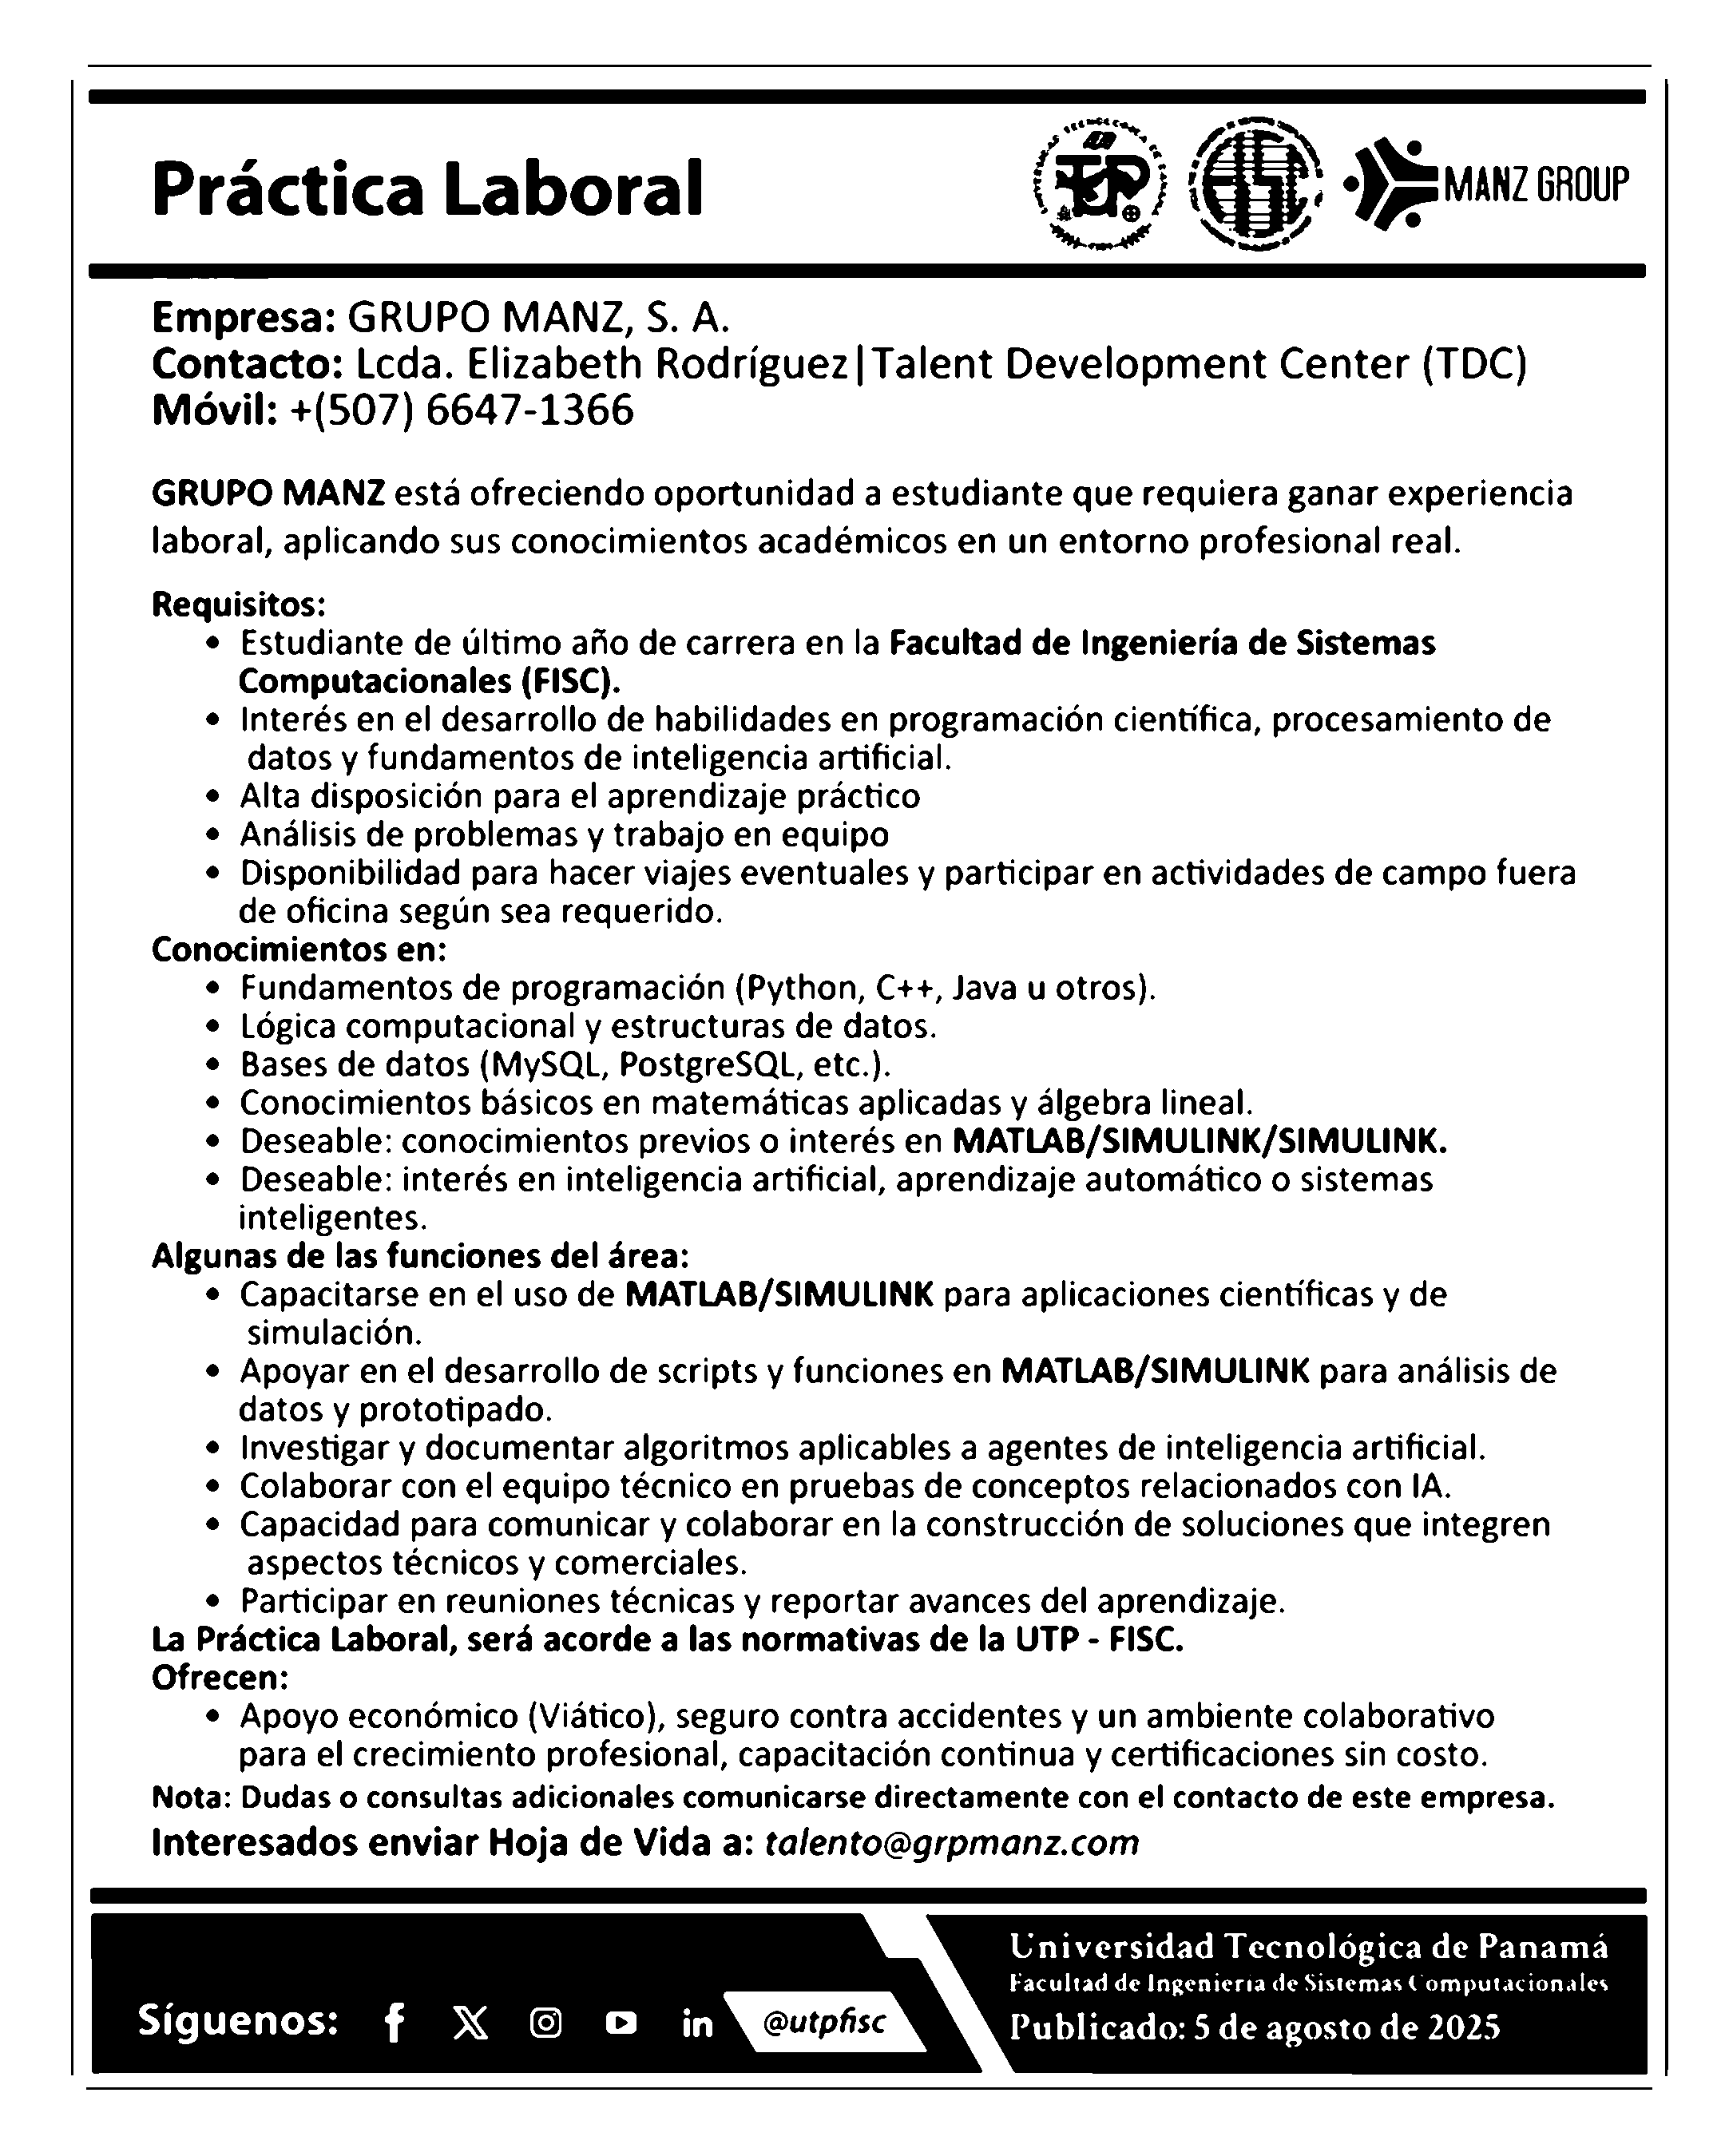 Práctica Laboral
UTP
MANZ GROUP
Empresa: GRUPO MANZ, S. A.
Contacto: Lcda. Elizabeth Rodríguez|Talent Development Center (TDC)
Móvil: +(507) 6647-1366
GRUPO MANZ está ofreciendo oportunidad a estudiante que requiera ganar experiencia
laboral, aplicando sus conocimientos académicos en un entorno profesional real.
Requisitos:
• Estudiante de último año de carrera en la Facultad de Ingeniería de Sistemas
Computacionales (FISC).
• Interés en el desarrollo de habilidades en programación científica, procesamiento de
datos y fundamentos de inteligencia artificial.
• Alta disposición para el aprendizaje práctico
• Análisis de problemas y trabajo en equipo
• Disponibilidad para hacer viajes eventuales y participar en actividades de campo fuera
de oficina según sea requerido.
Conocimientos en:
• Fundamentos de programación (Python, C++, Java u otros).
• Lógica computacional y estructuras de datos.
• Bases de datos (MySQL, PostgreSQL, etc.).
• Conocimientos básicos en matemáticas aplicadas y álgebra lineal.
• Deseable: conocimientos previos o interés en MATLAB/SIMULINK/SIMULINK.
• Deseable: interés en inteligencia artificial, aprendizaje automático o sistemas
inteligentes.
Algunas de las funciones del área:
• Capacitarse en el uso de MATLAB/SIMULINK para aplicaciones científicas y de
simulación.
• Apoyar en el desarrollo de scripts y funciones en MATLAB/SIMULINK para análisis de
datos y prototipado.
• Investigar y documentar algoritmos aplicables a agentes de inteligencia artificial.
• Colaborar con el equipo técnico en pruebas de conceptos relacionados con IA.
• Capacidad para comunicar y colaborar en la construcción de soluciones que integren
aspectos técnicos y comerciales.
• Participar en reuniones técnicas y reportar avances del aprendizaje.
La Práctica Laboral, será acorde a las normativas de la UTP - FISC.
Ofrecen:
• Apoyo económico (Viático), seguro contra accidentes y un ambiente colaborativo
para el crecimiento profesional, capacitación continua y certificaciones sin costo.
Nota: Dudas o consultas adicionales comunicarse directamente con el contacto de este empresa.
Interesados enviar Hoja de Vida a: talento@grpmanz.com
Universidad Tecnológica de Panamá
Facultad de Ingeniería de Sistemas Computacionales
Síguenos: @utpfisc
Publicado: 5 de agosto de 2025